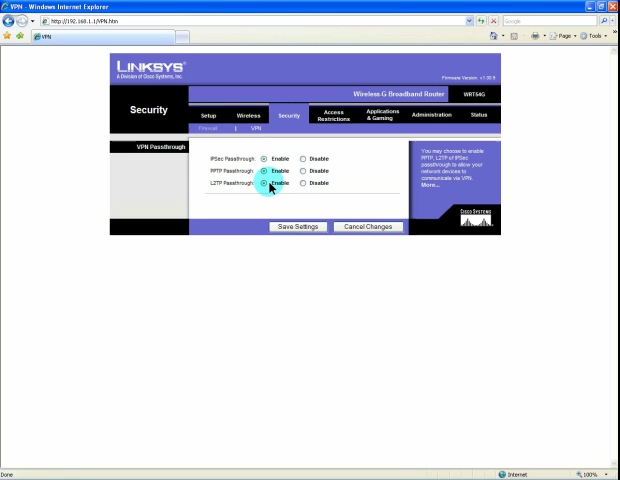 VPN - Windows Internet Explorer
http://192.168.1.1/VPN.htm
Google
VPN
Page
Tools
LINKSYS®
A Division of Cisco Systems, Inc.
Firmware Version: v1.00.9
Wireless-G Broadband Router WRT54G
Security
Setup Wireless Security Access Restrictions Applications & Gaming Administration Status
Firewall | VPN
VPN Passthrough
IPSec Passthrough: Enable Disable
PPTP Passthrough: Enable Disable
L2TP Passthrough: Enable Disable
You may choose to enable
PPTP, L2TP or IPSec
passthrough to allow your
network devices to
communicate via VPN.
More...
CISCO SYSTEMS
Save Settings Cancel Changes
Done
Internet
100%